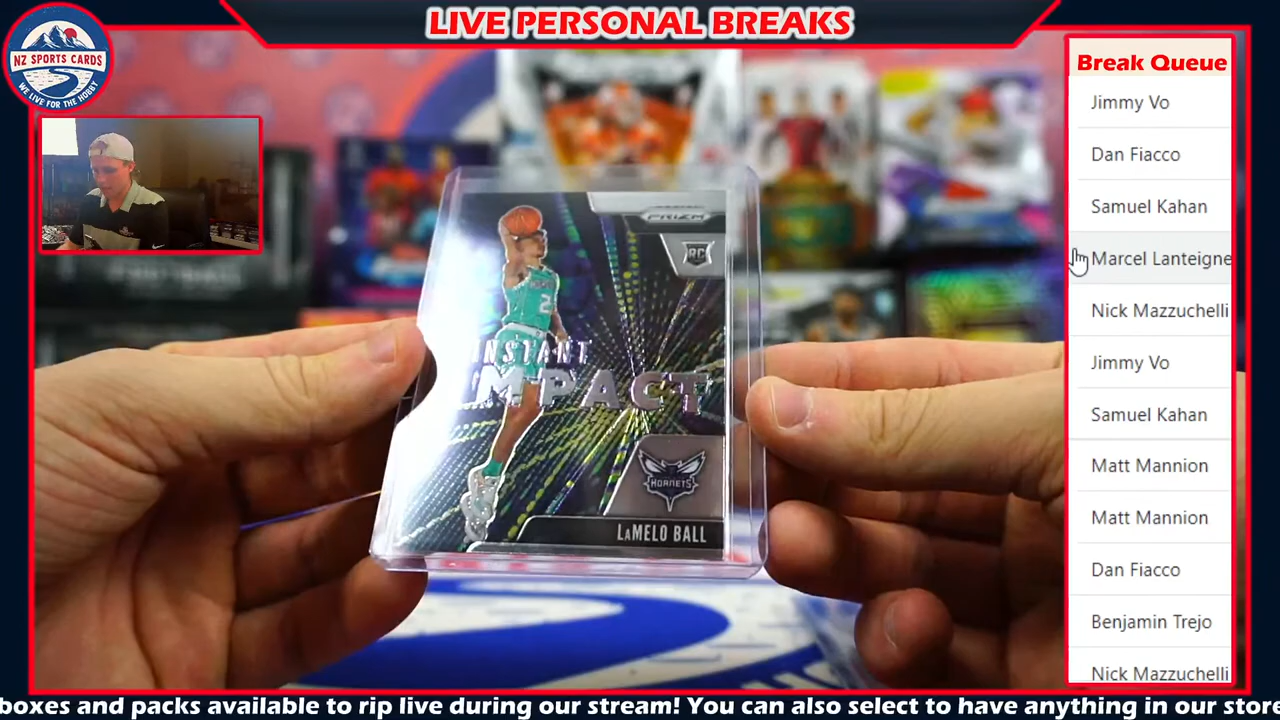 LIVE PERSONAL BREAKS
NZ SPORTS CARDS
WE LIVE FOR THE HOBBY
Break Queue
Jimmy Vo
Dan Fiacco
Samuel Kahan
Marcel Lanteigne
Nick Mazzuchelli
Jimmy Vo
Samuel Kahan
Matt Mannion
Matt Mannion
Dan Fiacco
Benjamin Trejo
Nick Mazzuchelli
PRIZM
RC
INSTANT
IMPACT
HORNETS
LaMELO BALL
boxes and packs available to rip live during our stream! You can also select to have anything in our store